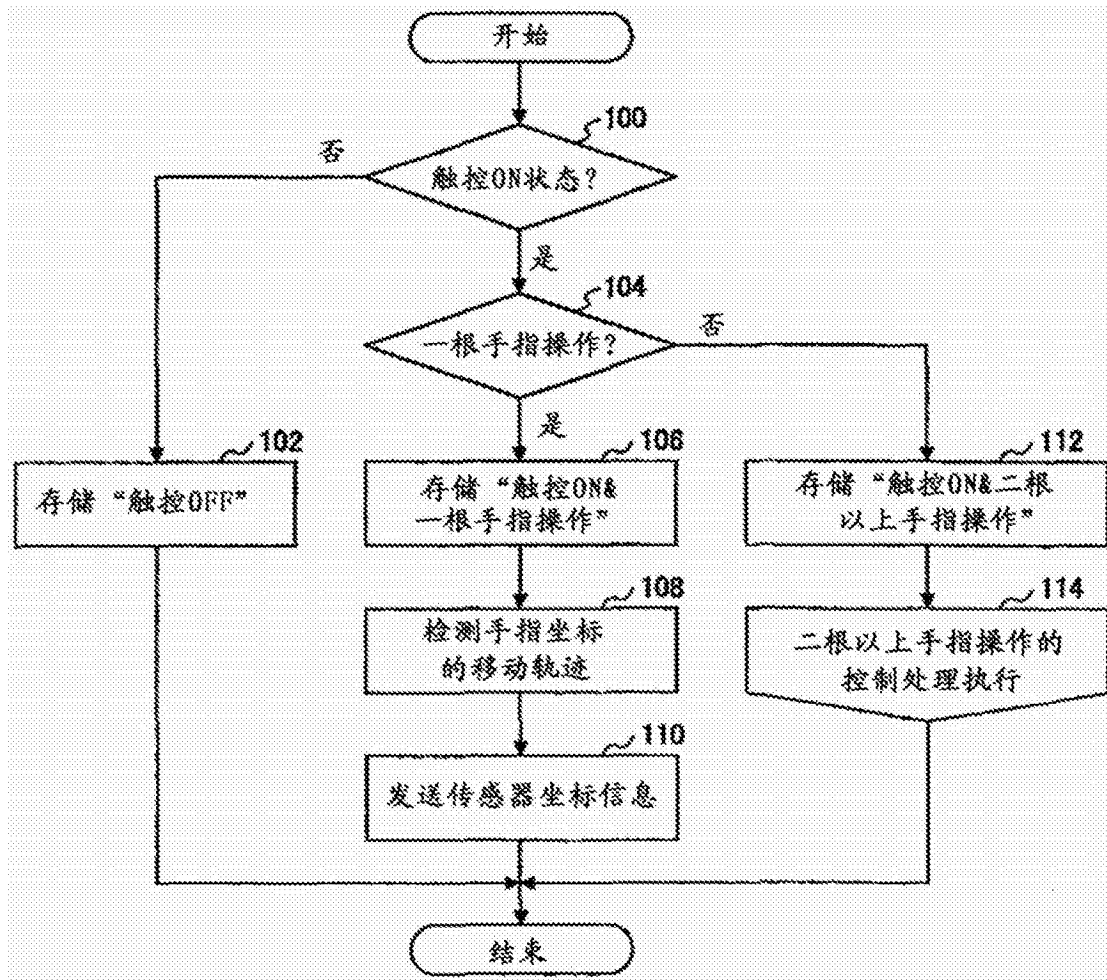 开始
100
否
触控ON状态?
是
104
否
一根手指操作?
是
102
存储“触控OFF”
106
存储“触控ON&
一根手指操作”
112
存储“触控ON&二根
以上手指操作”
108
检测手指坐标
的移动轨迹
114
二根以上手指操作的
控制处理执行
110
发送传感器坐标信息
结束